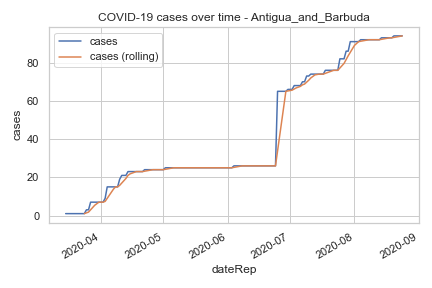 COVID-19 cases over time - Antigua_and_Barbuda
cases
cases (rolling)
80
60
40
20
0
cases
2020-04
2020-05
2020-06
2020-07
2020-08
2020-09
dateRep